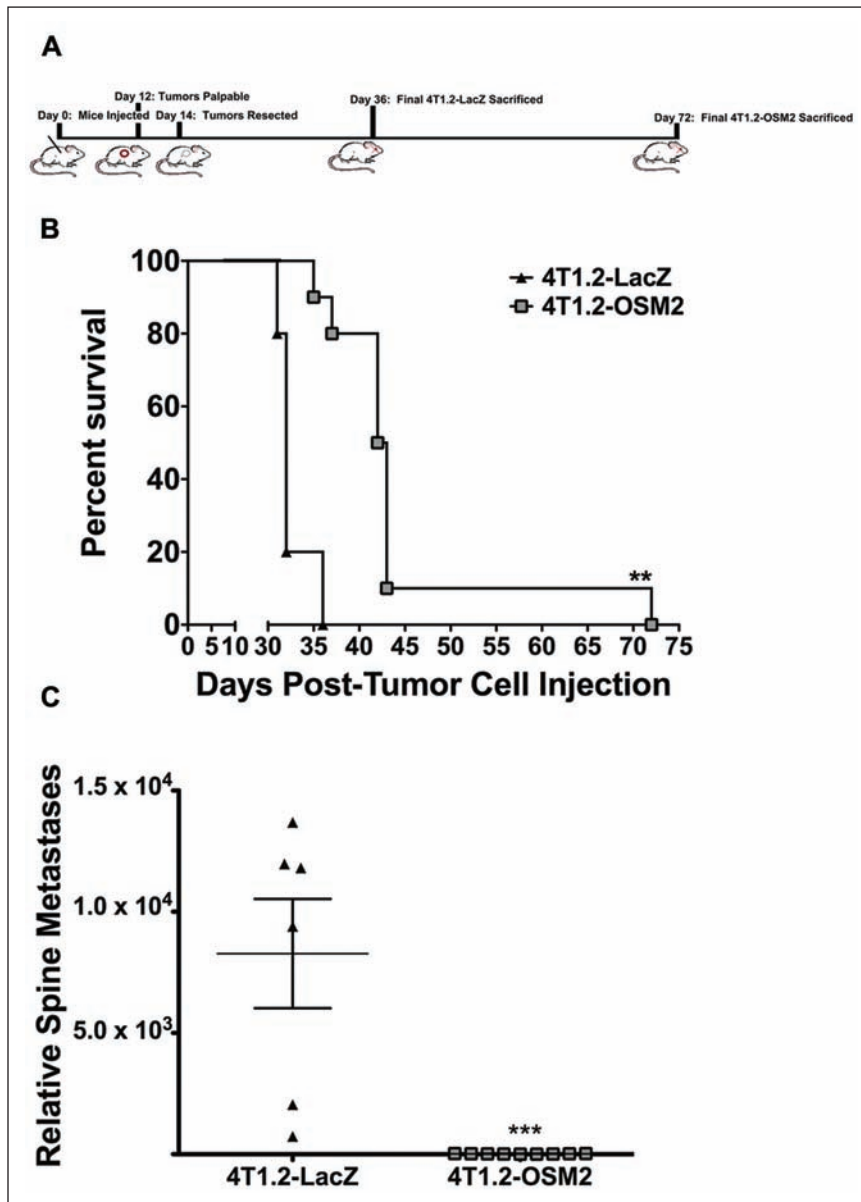 A
Day 12: Tumors Palpable
Day 0: Mice Injected
Day 14: Tumors Resected
Day 36: Final 4T1.2-LacZ Sacrificed
Day 72: Final 4T1.2-OSM2 Sacrificed
B
100
80
60
40
20
0
Percent survival
4T1.2-LacZ
4T1.2-OSM2
**
0 5 10 30 35 40 45 50 55 60 65 70 75
Days Post-Tumor Cell Injection
C
Relative Spine Metastases
1.5 x 10⁴
1.0 x 10⁴
5.0 x 10³
***
4T1.2-LacZ 4T1.2-OSM2